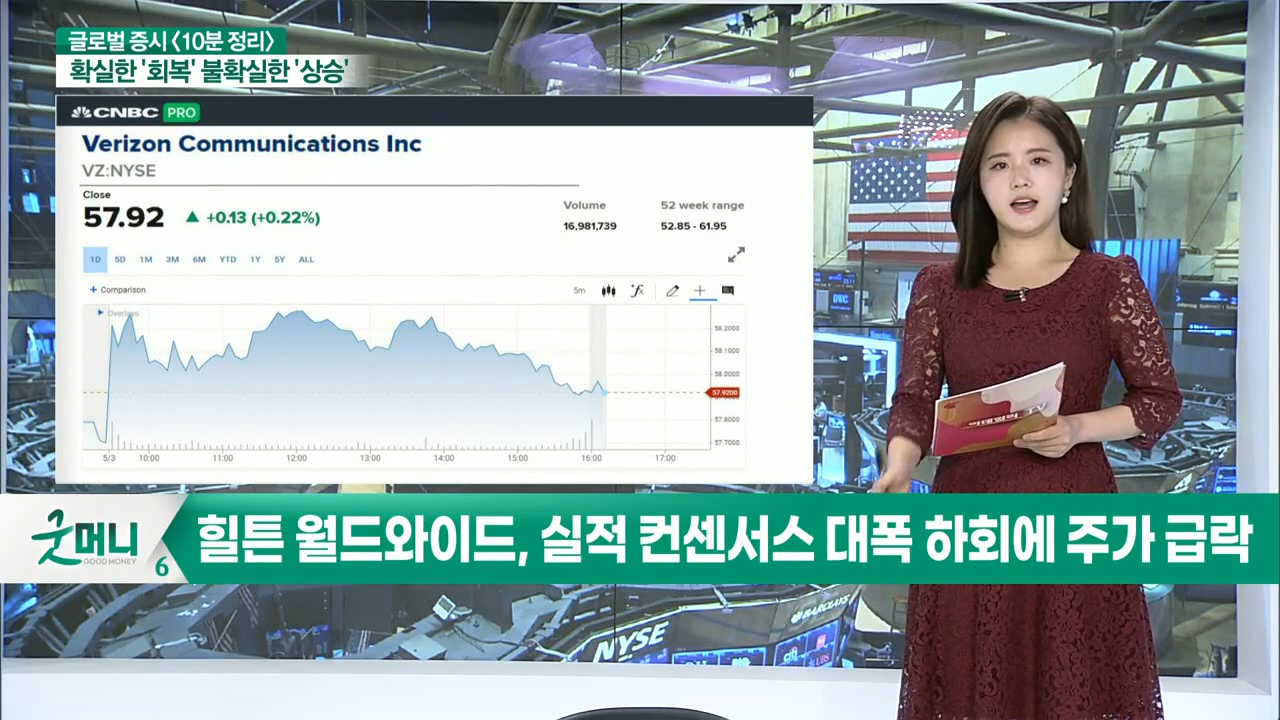 글로벌 증시 <10분 정리>
확실한 '회복' 불확실한 '상승'
CNBC PRO
Verizon Communications Inc
VZ:NYSE
Close
57.92 ▲ +0.13 (+0.22%)
Volume 52 week range
16,981,739 52.85 - 61.95
1D 5D 1M 3M 6M YTD 1Y 5Y ALL
+ Comparison 5m
Overlays
58.2000
58.1000
58.0000
57.9200
57.8000
57.7000
5/3 10:00 11:00 12:00 13:00 14:00 15:00 16:00 17:00
굿머니
GOOD MONEY
6
힐튼 월드와이드, 실적 컨센서스 대폭 하회에 주가 급락
BARCLAYS
NYSE
citi
UBS